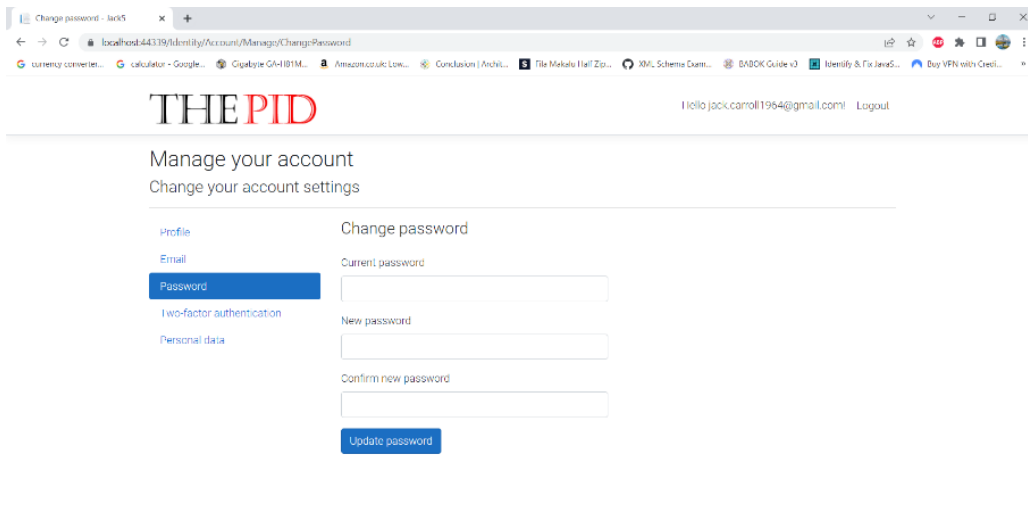 Change password - Jack5
localhost:44339/Identity/Account/Manage/ChangePassword
currency converter... calculator - Google... Gigabyte GA-H81M... Amazon.co.uk: Low... Conclusion | Archit... Fila Makalu Half Zip... XML Schema Exam... BABOK Guide v3 Identify & Fix JavaS... Buy VPN with Credi... »
THE PID
Hello jack.carroll1964@gmail.com! Logout
Manage your account
Change your account settings
Profile
Email
Password
Two-factor authentication
Personal data
Change password
Current password
New password
Confirm new password
Update password